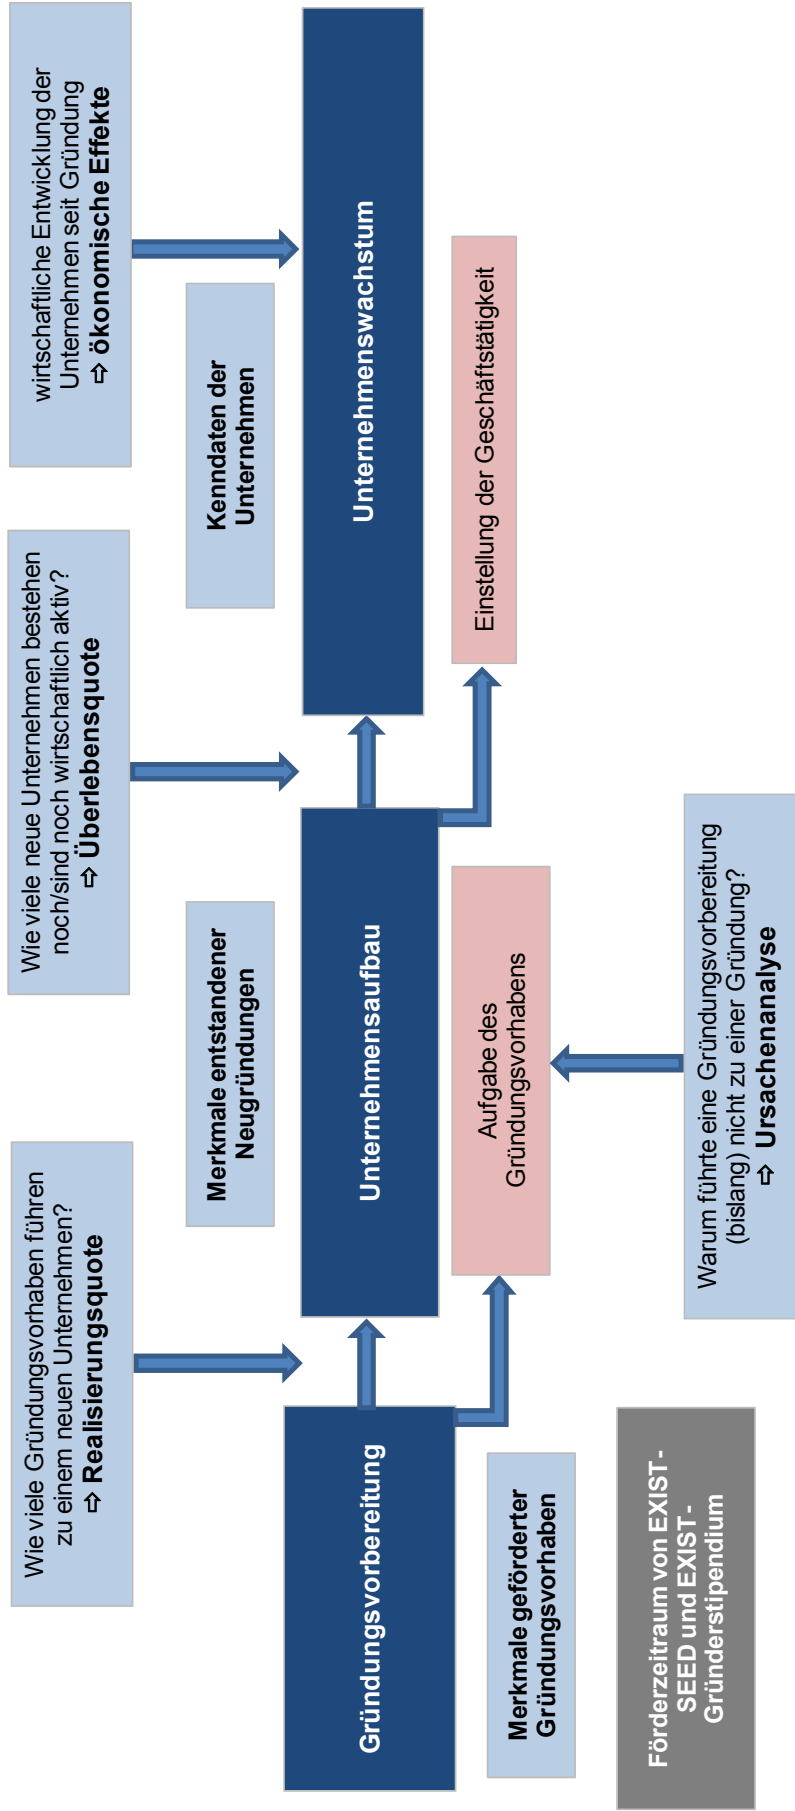 Wie viele Gründungsvorhaben führen
zu einem neuen Unternehmen?
⇨ Realisierungsquote
Wie viele neue Unternehmen bestehen
noch/sind noch wirtschaftlich aktiv?
⇨ Überlebensquote
wirtschaftliche Entwicklung der
Unternehmen seit Gründung
⇨ ökonomische Effekte
Merkmale entstandener
Neugründungen
Kenndaten der
Unternehmen
Gründungsvorbereitung
Unternehmensaufbau
Unternehmenswachstum
Merkmale geförderter
Gründungsvorhaben
Aufgabe des
Gründungsvorhabens
Einstellung der Geschäftstätigkeit
Förderzeitraum von EXIST-
SEED und EXIST-
Gründerstipendium
Warum führte eine Gründungsvorbereitung
(bislang) nicht zu einer Gründung?
⇨ Ursachenanalyse